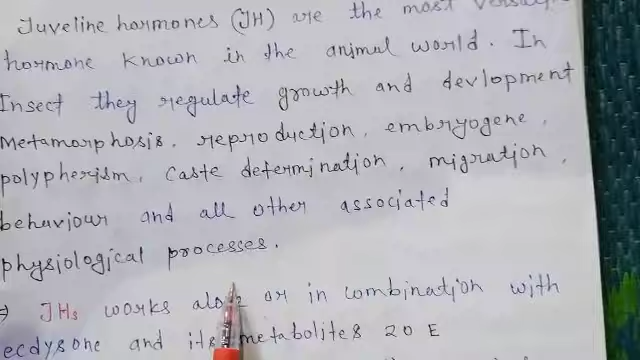 Juveline hormones (JH) are the most
hormone known in the animal world. In
Insect they regulate growth and devlopment
Metamorphosis, reproduction, embryogene,
polypherism, caste determination, migration,
behaviour and all other associated
physiological processes.
⇒ JHs works or in combination with
ecdysone and its metabolites 20 E